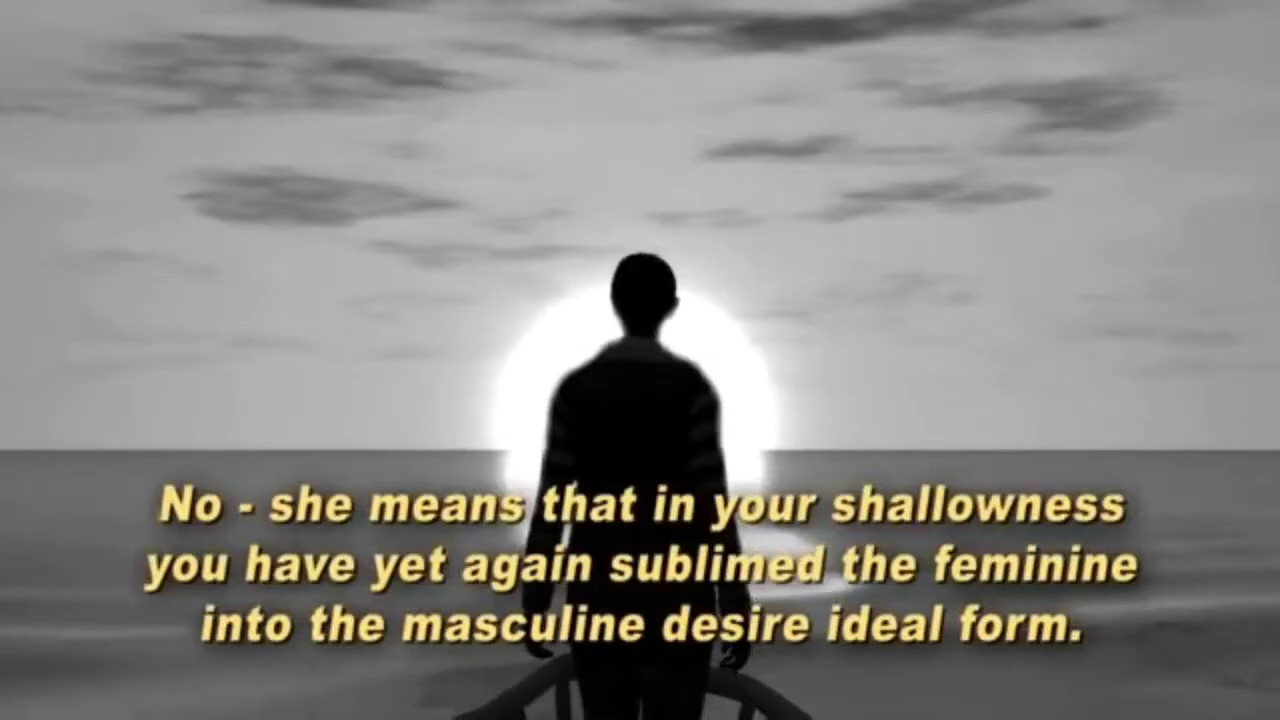 No - she means that in your shallowness
you have yet again sublimed the feminine
into the masculine desire ideal form.